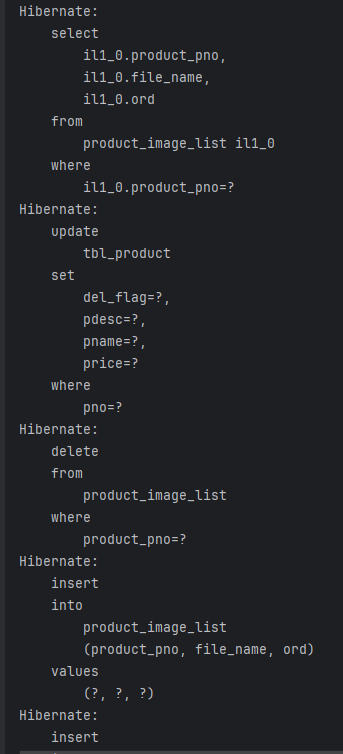 Hibernate:
    select
        il1_0.product_pno,
        il1_0.file_name,
        il1_0.ord
    from
        product_image_list il1_0
    where
        il1_0.product_pno=?
Hibernate:
    update
        tbl_product
    set
        del_flag=?,
        pdesc=?,
        pname=?,
        price=?
    where
        pno=?
Hibernate:
    delete
    from
        product_image_list
    where
        product_pno=?
Hibernate:
    insert
    into
        product_image_list
        (product_pno, file_name, ord)
    values
        (?, ?, ?)
Hibernate:
    insert